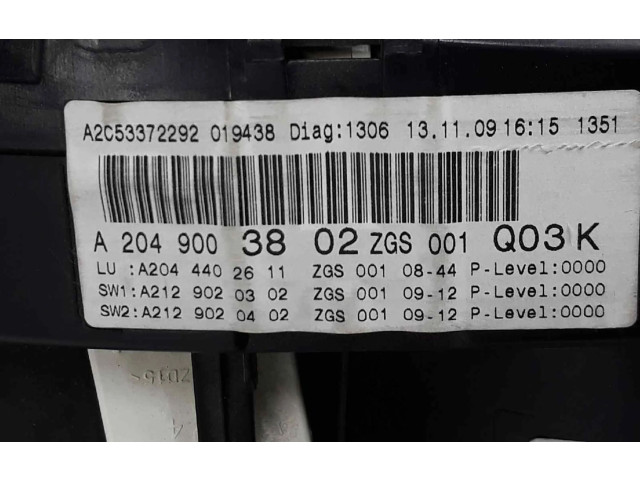 A2C53372292 019438 Diag:1306 13.11.09 16:15 1351
A 204 900 38 02 ZGS 001 Q03 K
LU :A204 440 26 11 ZGS 001 08-44 P-Level:0000
SW1:A212 902 03 02 ZGS 001 09-12 P-Level:0000
SW2:A212 902 04 02 ZGS 001 09-12 P-Level:0000